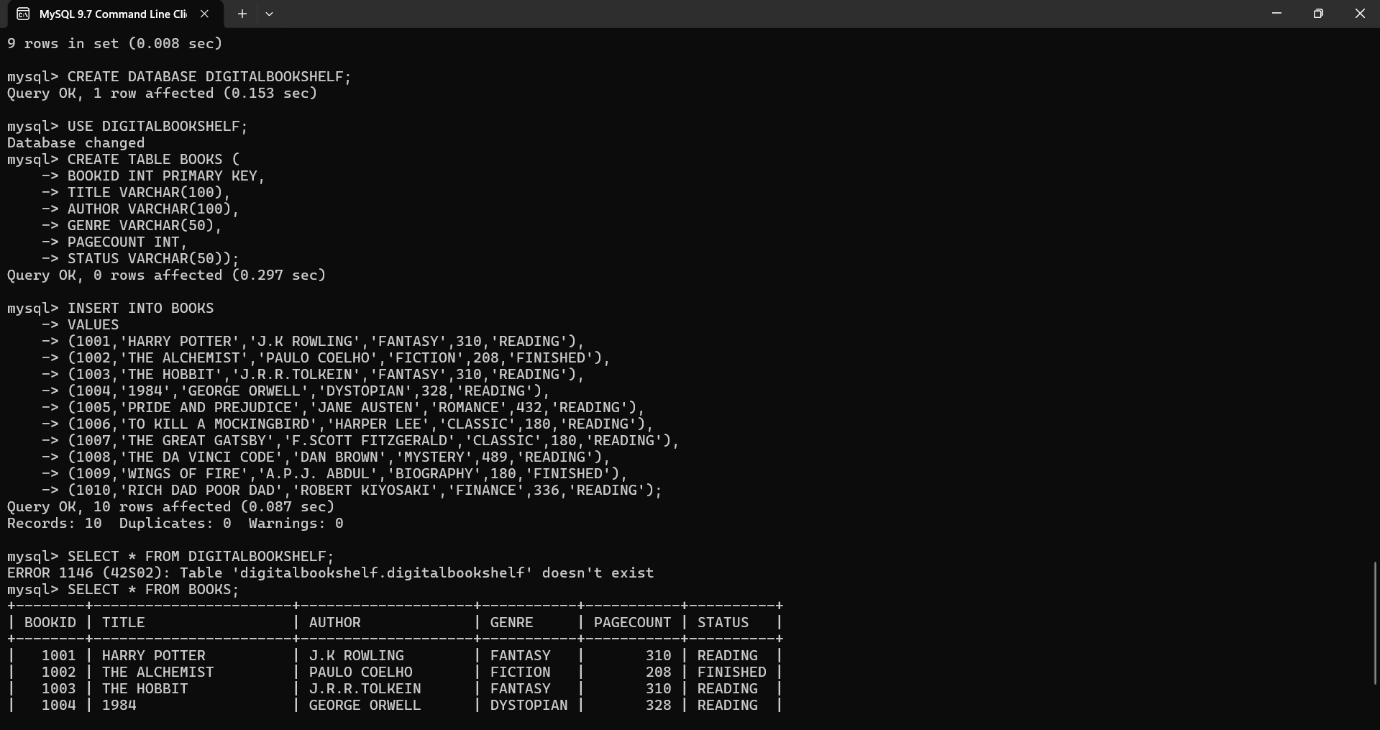 MySQL 9.7 Command Line Cli
9 rows in set (0.008 sec)
mysql> CREATE DATABASE DIGITALBOOKSHELF;
Query OK, 1 row affected (0.153 sec)
mysql> USE DIGITALBOOKSHELF;
Database changed
mysql> CREATE TABLE BOOKS (
    -> BOOKID INT PRIMARY KEY,
    -> TITLE VARCHAR(100),
    -> AUTHOR VARCHAR(100),
    -> GENRE VARCHAR(50),
    -> PAGECOUNT INT,
    -> STATUS VARCHAR(50));
Query OK, 0 rows affected (0.297 sec)
mysql> INSERT INTO BOOKS
    -> VALUES
    -> (1001,'HARRY POTTER','J.K ROWLING','FANTASY',310,'READING'),
    -> (1002,'THE ALCHEMIST','PAULO COELHO','FICTION',208,'FINISHED'),
    -> (1003,'THE HOBBIT','J.R.R.TOLKEIN','FANTASY',310,'READING'),
    -> (1004,'1984','GEORGE ORWELL','DYSTOPIAN',328,'READING'),
    -> (1005,'PRIDE AND PREJUDICE','JANE AUSTEN','ROMANCE',432,'READING'),
    -> (1006,'TO KILL A MOCKINGBIRD','HARPER LEE','CLASSIC',180,'READING'),
    -> (1007,'THE GREAT GATSBY','F.SCOTT FITZGERALD','CLASSIC',180,'READING'),
    -> (1008,'THE DA VINCI CODE','DAN BROWN','MYSTERY',489,'READING'),
    -> (1009,'WINGS OF FIRE','A.P.J. ABDUL','BIOGRAPHY',180,'FINISHED'),
    -> (1010,'RICH DAD POOR DAD','ROBERT KIYOSAKI','FINANCE',336,'READING');
Query OK, 10 rows affected (0.087 sec)
Records: 10  Duplicates: 0  Warnings: 0
mysql> SELECT * FROM DIGITALBOOKSHELF;
ERROR 1146 (42S02): Table 'digitalbookshelf.digitalbookshelf' doesn't exist
mysql> SELECT * FROM BOOKS;
| BOOKID | TITLE | AUTHOR | GENRE | PAGECOUNT | STATUS |
| 1001 | HARRY POTTER | J.K ROWLING | FANTASY | 310 | READING |
| 1002 | THE ALCHEMIST | PAULO COELHO | FICTION | 208 | FINISHED |
| 1003 | THE HOBBIT | J.R.R.TOLKEIN | FANTASY | 310 | READING |
| 1004 | 1984 | GEORGE ORWELL | DYSTOPIAN | 328 | READING |